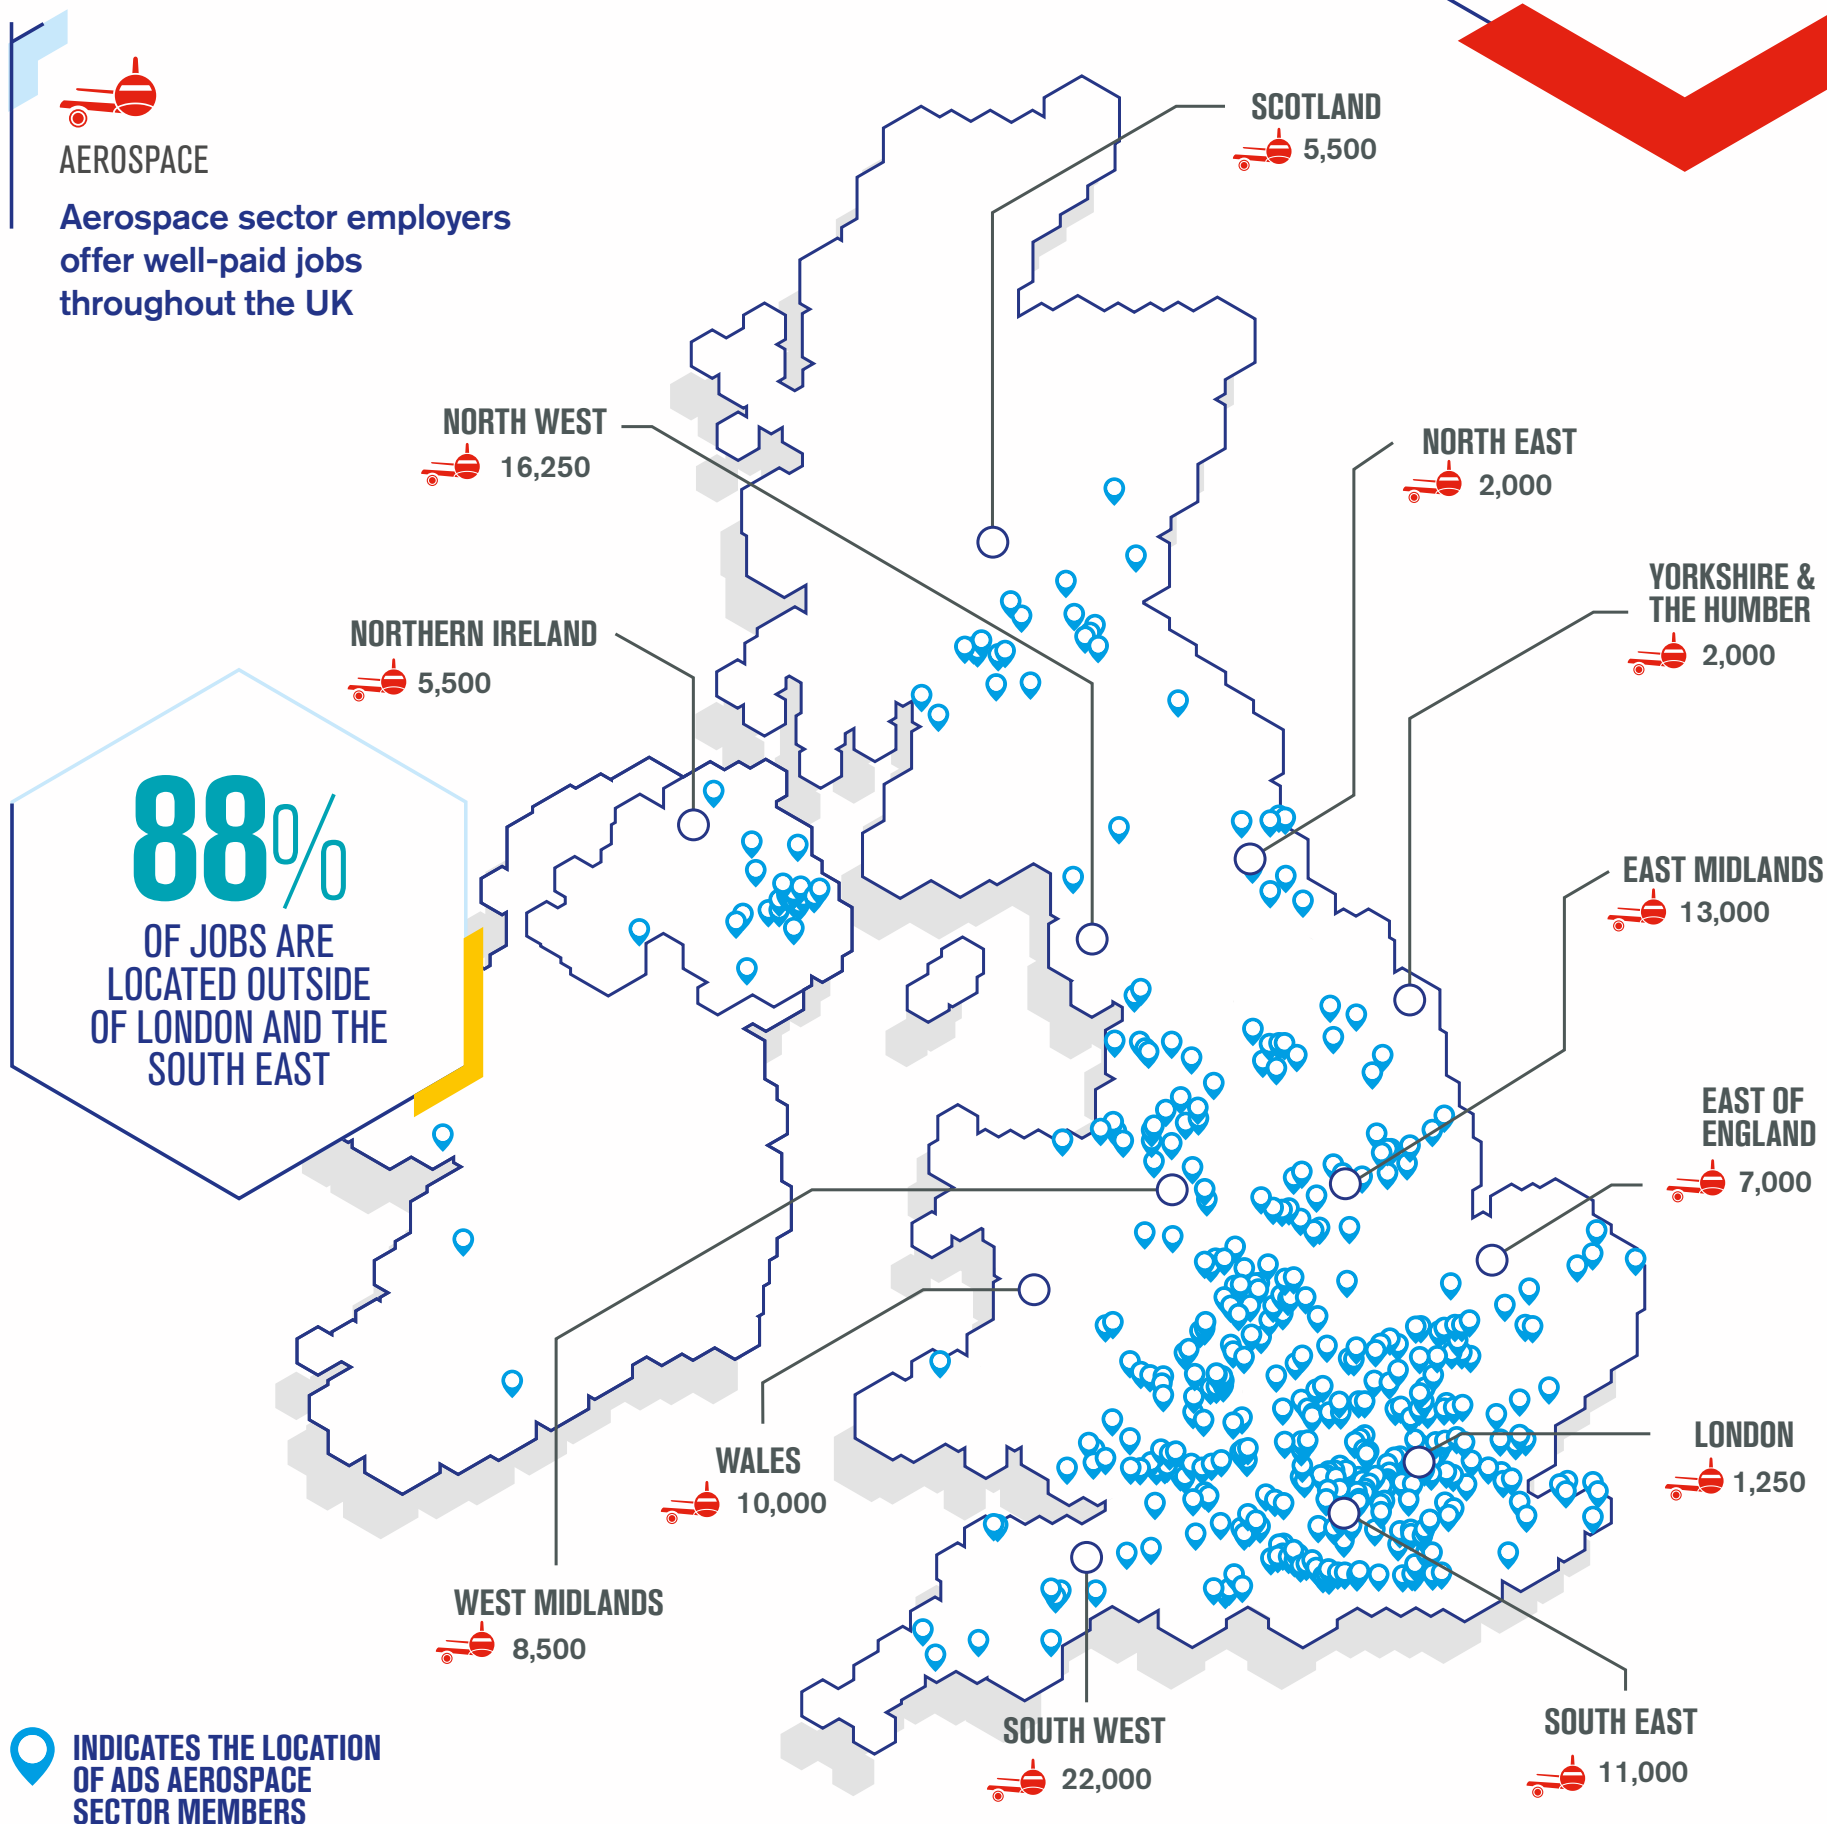 AEROSPACE
Aerospace sector employers
offer well-paid jobs
throughout the UK
SCOTLAND
5,500
NORTH WEST
16,250
NORTH EAST
2,000
YORKSHIRE &
THE HUMBER
2,000
NORTHERN IRELAND
5,500
88%
OF JOBS ARE
LOCATED OUTSIDE
OF LONDON AND THE
SOUTH EAST
EAST MIDLANDS
13,000
EAST OF
ENGLAND
7,000
LONDON
1,250
WALES
10,000
WEST MIDLANDS
8,500
SOUTH WEST
22,000
SOUTH EAST
11,000
INDICATES THE LOCATION
OF ADS AEROSPACE
SECTOR MEMBERS